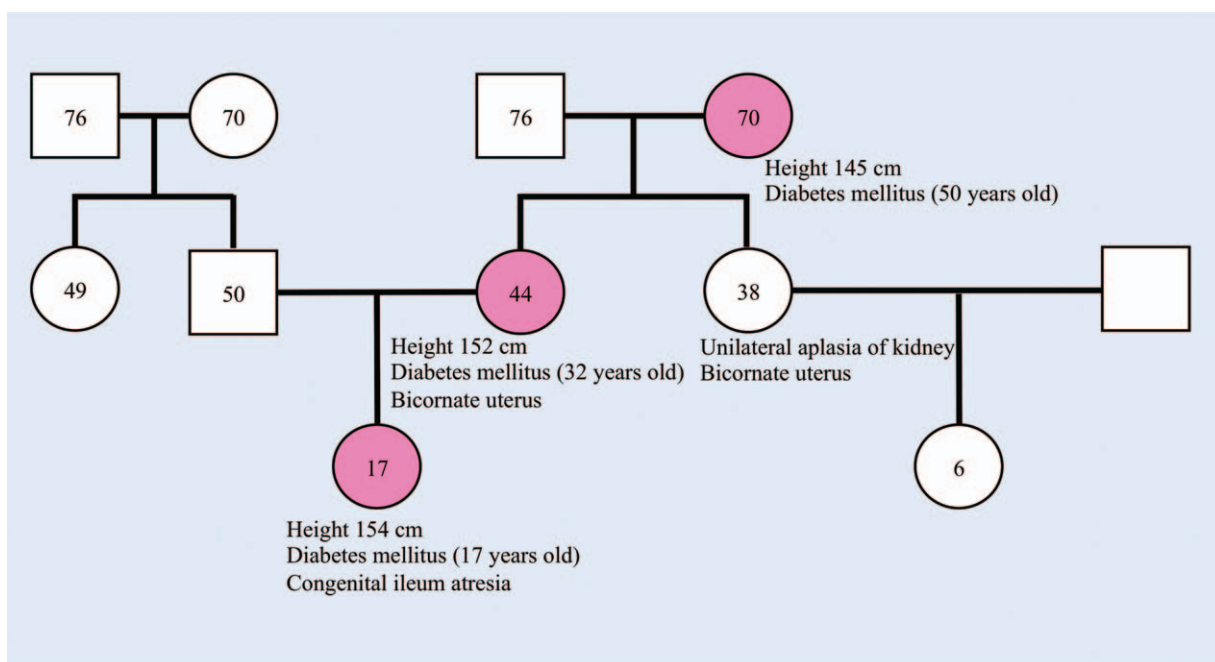 76
70
76
70
Height 145 cm
Diabetes mellitus (50 years old)
49
50
44
38
Height 152 cm
Diabetes mellitus (32 years old)
Bicornate uterus
Unilateral aplasia of kidney
Bicornate uterus
17
6
Height 154 cm
Diabetes mellitus (17 years old)
Congenital ileum atresia